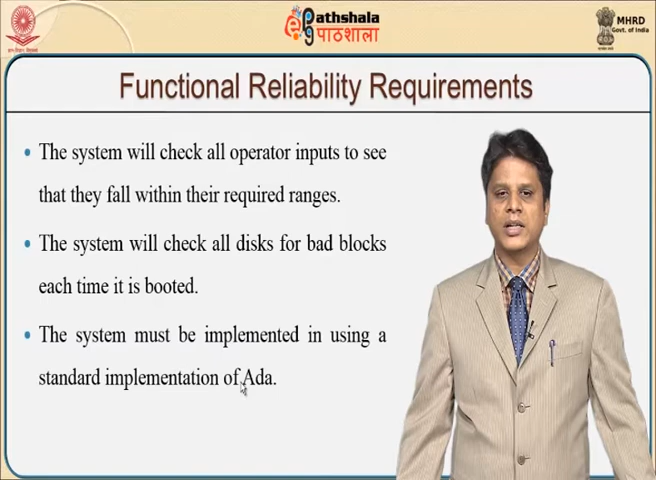 Pathshala
पाठशाला
MHRD
Govt. of India
Functional Reliability Requirements
The system will check all operator inputs to see
that they fall within their required ranges.
The system will check all disks for bad blocks
each time it is booted.
The system must be implemented in using a
standard implementation of Ada.